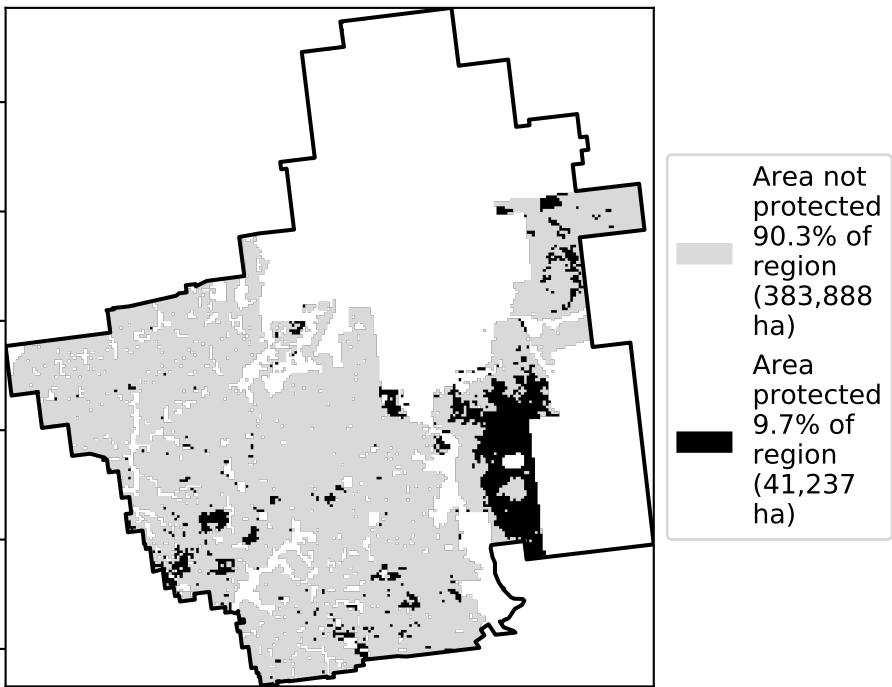 Area not
protected
90.3% of
region
(383,888
ha)
Area
protected
9.7% of
region
(41,237
ha)